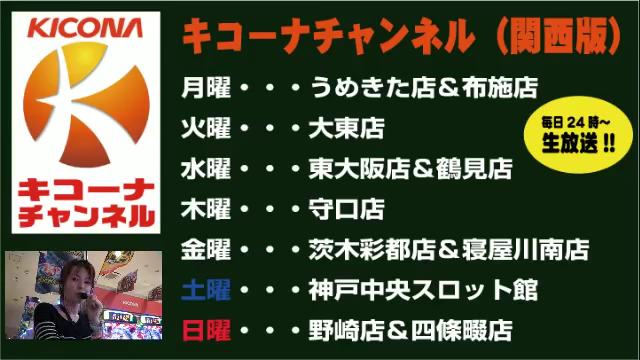 KICONA
キコーナ
チャンネル
キコーナチャンネル（関西版）
月曜・・・うめきた店＆布施店
火曜・・・大東店
水曜・・・東大阪店＆鶴見店
木曜・・・守口店
金曜・・・茨木彩都店＆寝屋川南店
土曜・・・神戸中央スロット館
日曜・・・野崎店＆四條畷店
毎日24時～
生放送!!
KICONA